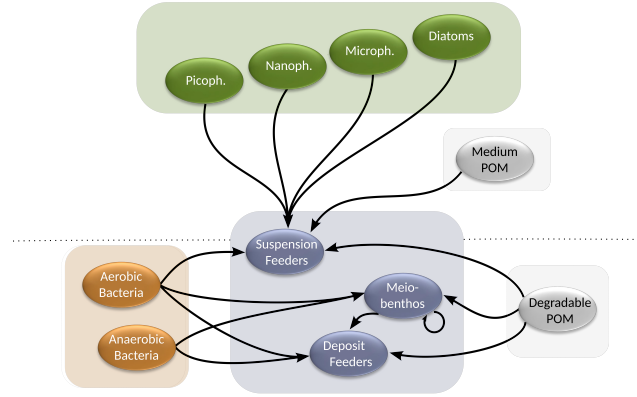 Diatoms
Microph.
Nanoph.
Picoph.
Medium
POM
Suspension
Feeders
Aerobic
Bacteria
Meio-
benthos
Degradable
POM
Anaerobic
Bacteria
Deposit
Feeders